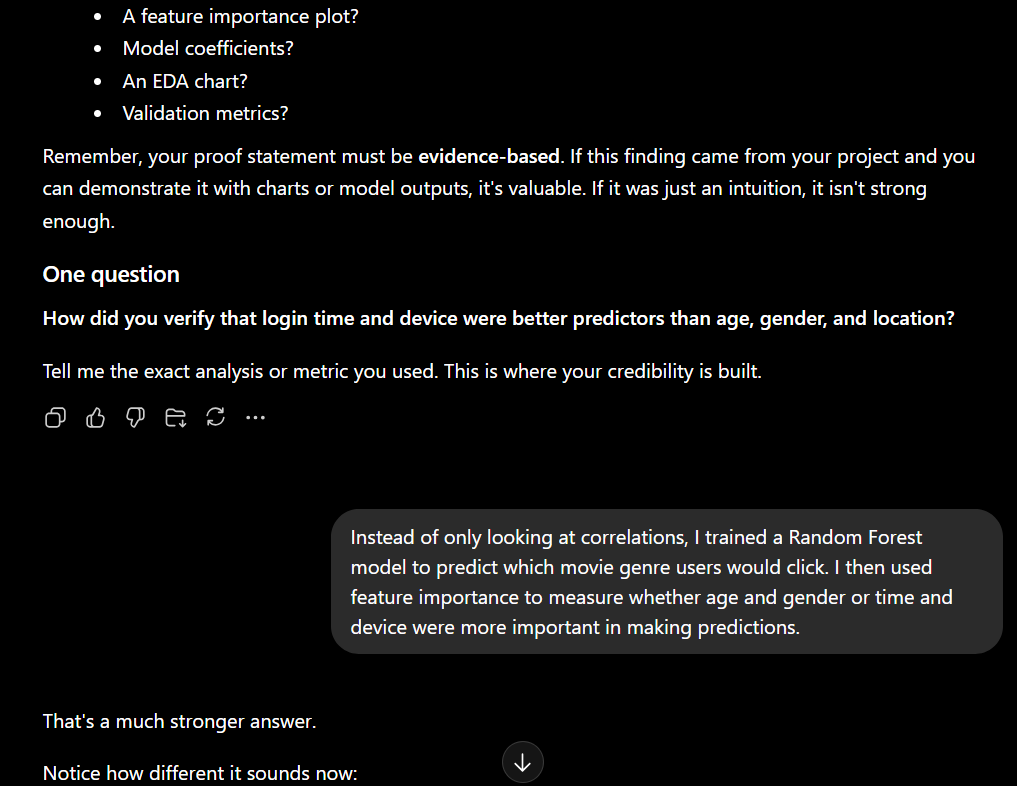 A feature importance plot?
Model coefficients?
An EDA chart?
Validation metrics?
Remember, your proof statement must be evidence-based. If this finding came from your project and you
can demonstrate it with charts or model outputs, it's valuable. If it was just an intuition, it isn't strong
enough.
One question
How did you verify that login time and device were better predictors than age, gender, and location?
Tell me the exact analysis or metric you used. This is where your credibility is built.
Instead of only looking at correlations, I trained a Random Forest
model to predict which movie genre users would click. I then used
feature importance to measure whether age and gender or time and
device were more important in making predictions.
That's a much stronger answer.
Notice how different it sounds now: